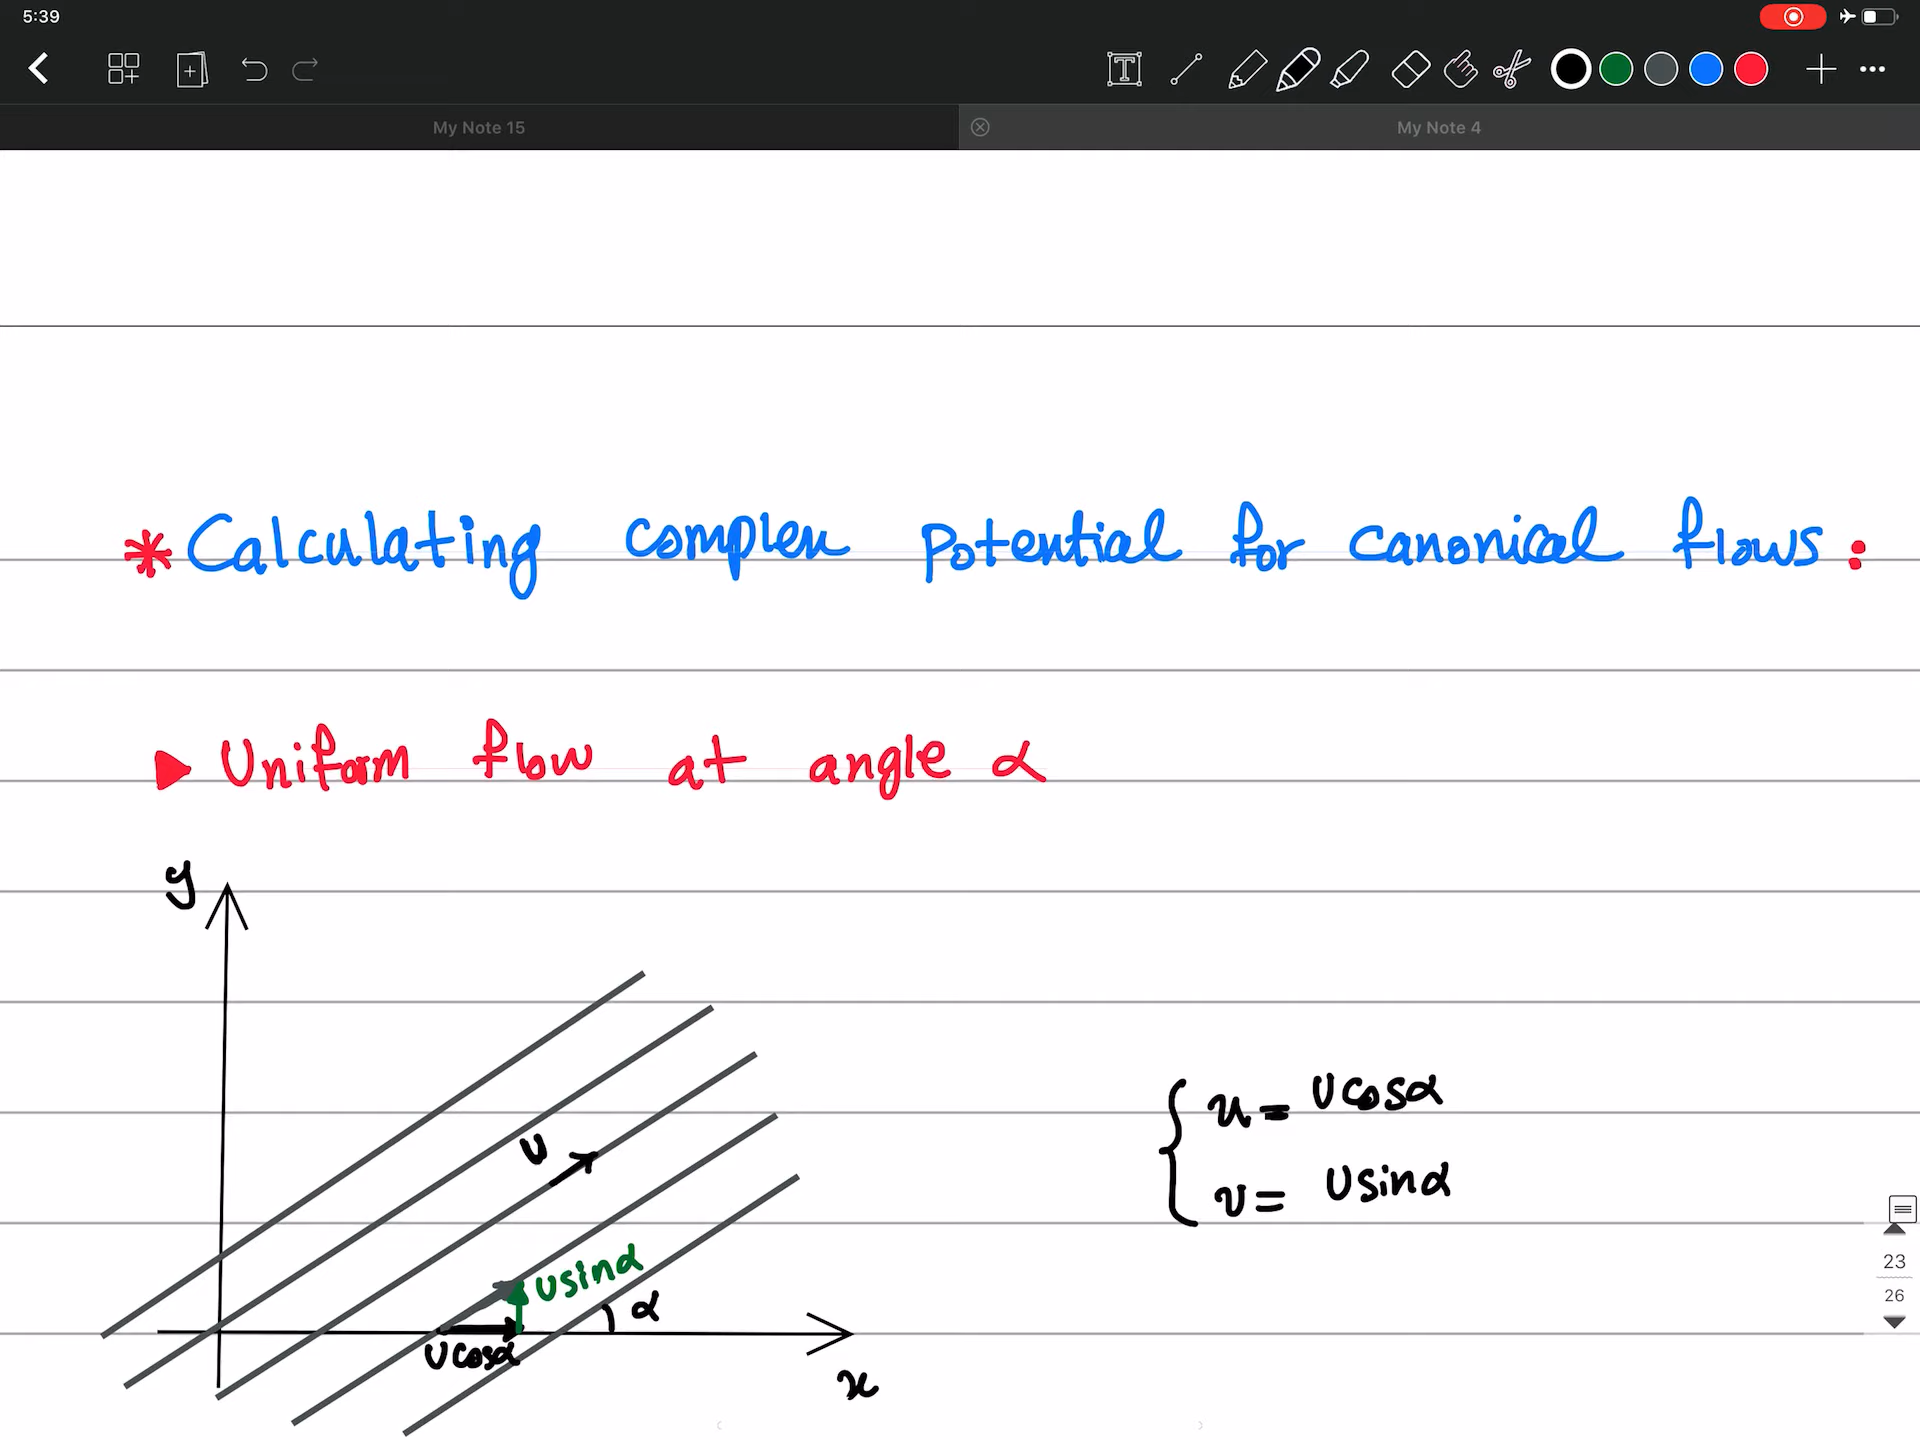 5:39
T
My Note 15
My Note 4
* Calculating complex potential for canonical flows:
▶ Uniform flow at angle α
y
U
u = Ucosα
v = Usinα
Usinα
α
Ucosα
x
23
26